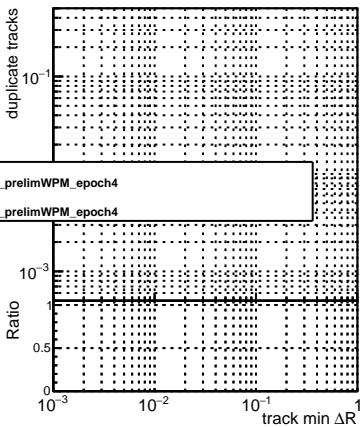 duplicate tracks
10⁻¹
_prelimWPM_epoch4
_prelimWPM_epoch4
10⁻³
Ratio
1
0.5
0
10⁻³ 10⁻² 10⁻¹ 1
track min ΔR